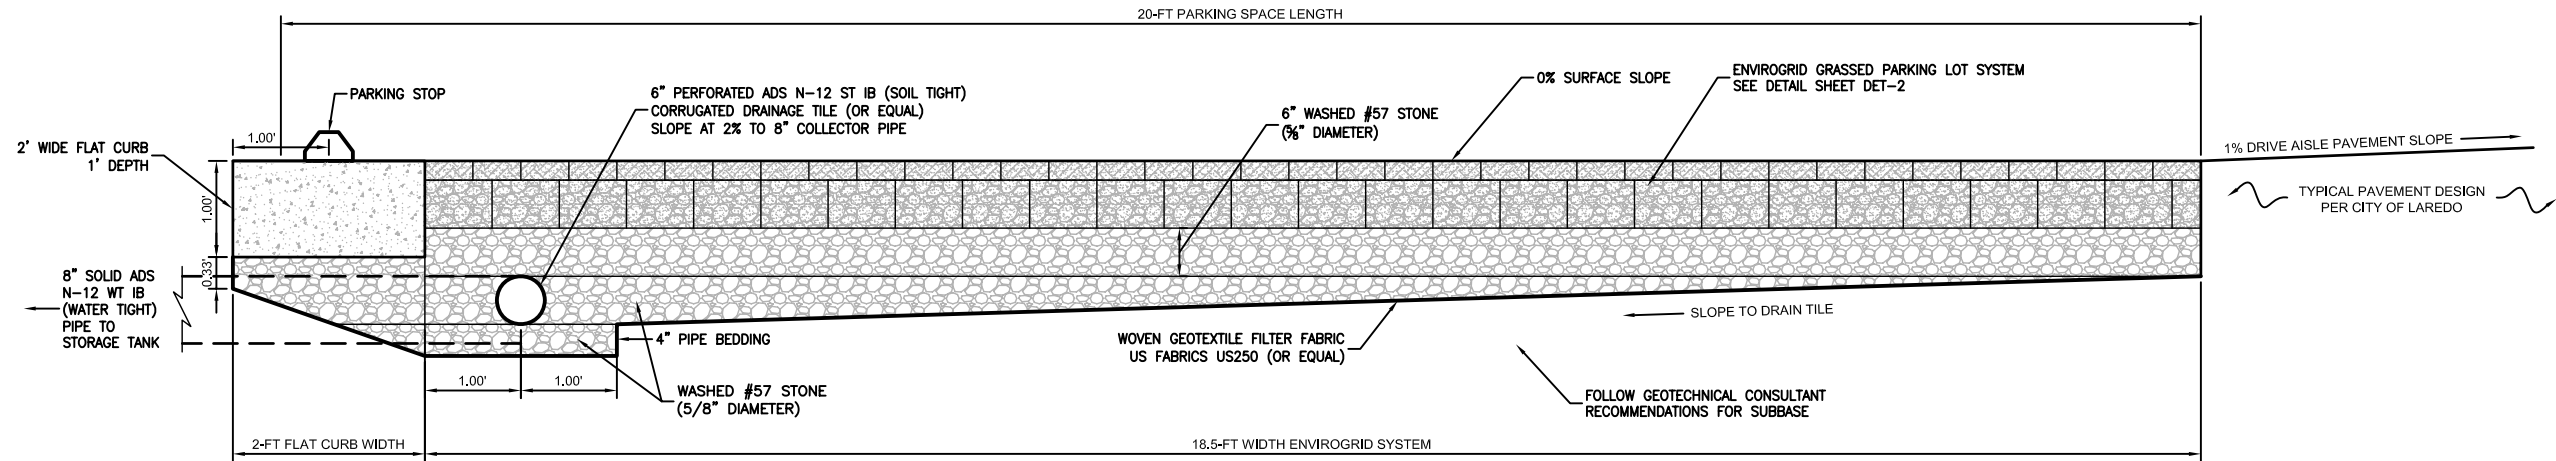 20-FT PARKING SPACE LENGTH
PARKING STOP
6" PERFORATED ADS N-12 ST IB (SOIL TIGHT)
CORRUGATED DRAINAGE TILE (OR EQUAL)
SLOPE AT 2% TO 8" COLLECTOR PIPE
0% SURFACE SLOPE
ENVIROGRID GRASSED PARKING LOT SYSTEM
SEE DETAIL SHEET DET-2
6" WASHED #57 STONE
(⅝" DIAMETER)
1.00'
2' WIDE FLAT CURB
1' DEPTH
1% DRIVE AISLE PAVEMENT SLOPE
TYPICAL PAVEMENT DESIGN
PER CITY OF LAREDO
1.00'
0.33'
8" SOLID ADS
N-12 WT IB
(WATER TIGHT)
PIPE TO
STORAGE TANK
4" PIPE BEDDING
WOVEN GEOTEXTILE FILTER FABRIC
US FABRICS US250 (OR EQUAL)
SLOPE TO DRAIN TILE
1.00'
1.00'
WASHED #57 STONE
(5/8" DIAMETER)
FOLLOW GEOTECHNICAL CONSULTANT
RECOMMENDATIONS FOR SUBBASE
2-FT FLAT CURB WIDTH
18.5-FT WIDTH ENVIROGRID SYSTEM